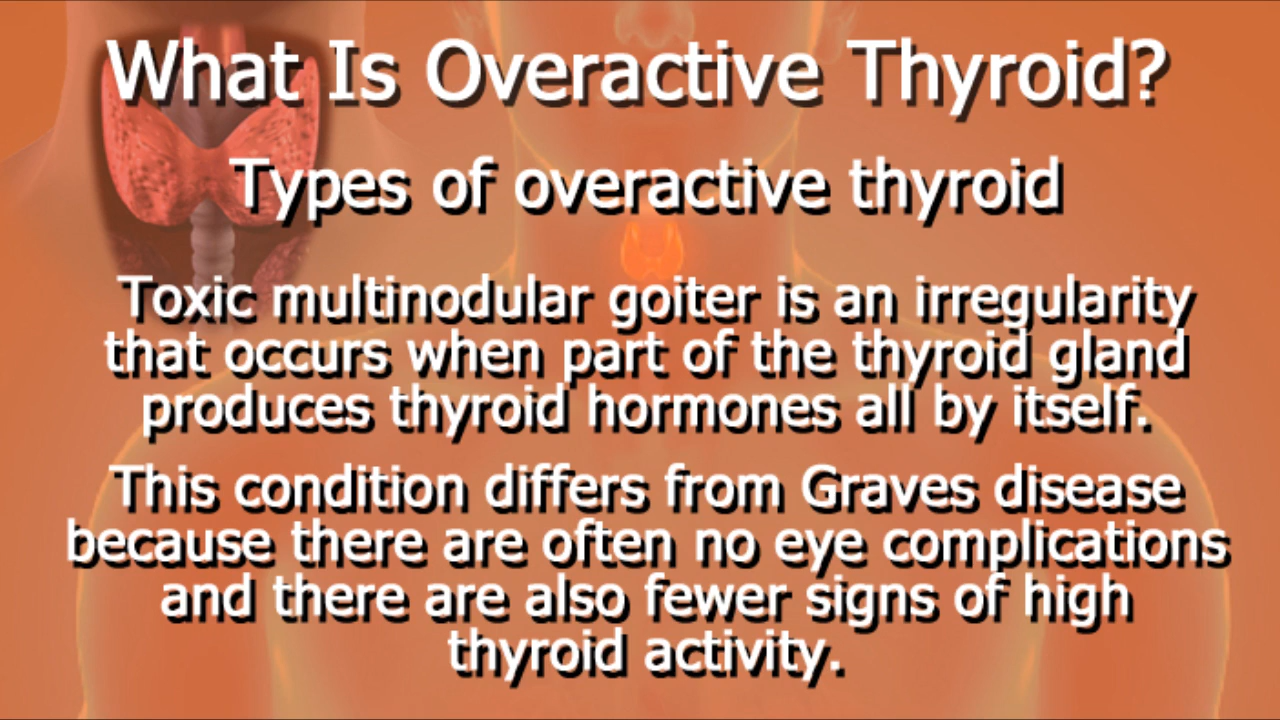 What Is Overactive Thyroid?
Types of overactive thyroid
Toxic multinodular goiter is an irregularity
that occurs when part of the thyroid gland
produces thyroid hormones all by itself.
This condition differs from Graves disease
because there are often no eye complications
and there are also fewer signs of high
thyroid activity.